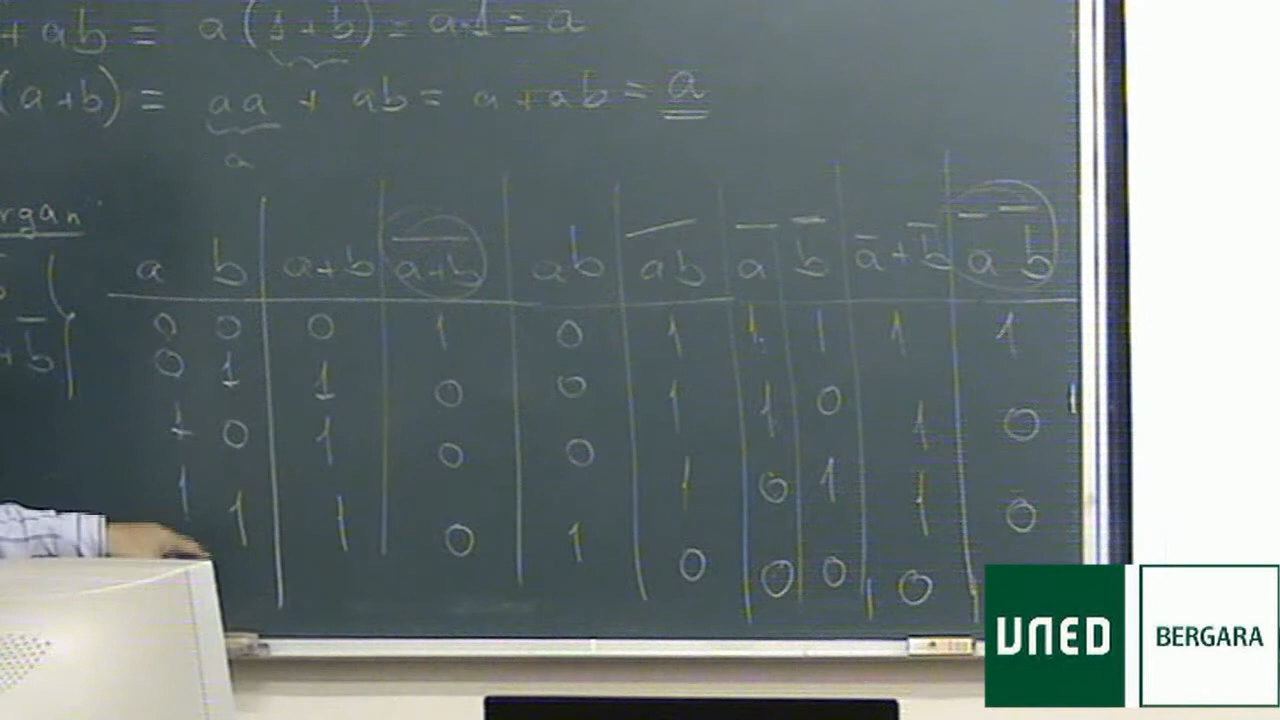 + ab = a (1+b) = a·1 = a
(a+b) = aa + ab = a + ab = a
a
rgan
a b a+b a̅+̅b̅ ab a̅b̅ a̅ b̅ a̅+b̅ a̅ b̅
+ b̅
0 0 0 1 0 1 1 1 1 1
0 1 1 0 0 1 1 0 1 0
1 0 1 0 0 1 0 1 1 0
1 1 1 0 1 0 0 0 0
UNED BERGARA